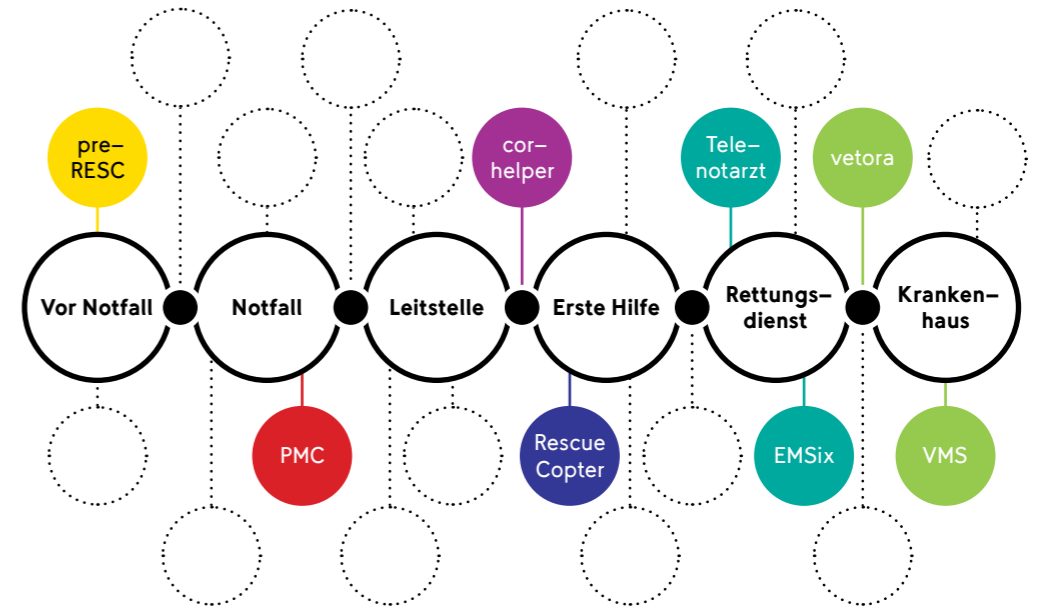 pre–
RESC
cor–
helper
Tele–
notarzt
vetora
Vor Notfall
Notfall
Leitstelle
Erste Hilfe
Rettungs–
dienst
Kranken–
haus
PMC
Rescue
Copter
EMSix
VMS